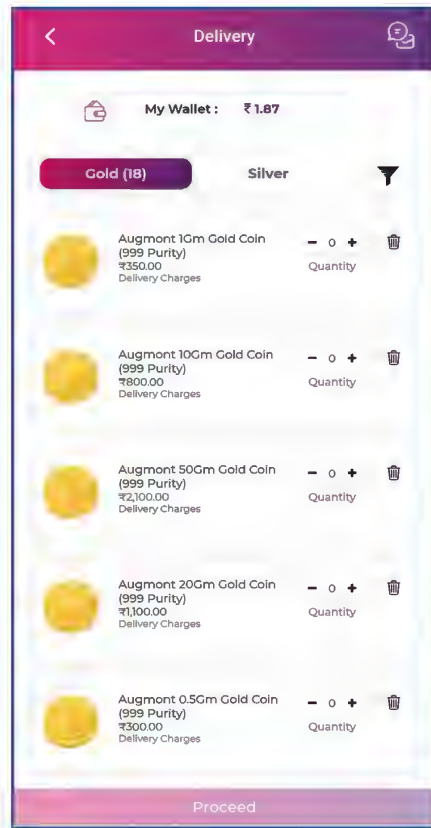 Delivery
My Wallet : ₹ 1.87
Gold (18) Silver
Augmont 1Gm Gold Coin
(999 Purity)
₹350.00
Delivery Charges
- 0 +
Quantity
Augmont 10Gm Gold Coin
(999 Purity)
₹800.00
Delivery Charges
- 0 +
Quantity
Augmont 50Gm Gold Coin
(999 Purity)
₹2,100.00
Delivery Charges
- 0 +
Quantity
Augmont 20Gm Gold Coin
(999 Purity)
₹1,100.00
Delivery Charges
- 0 +
Quantity
Augmont 0.5Gm Gold Coin
(999 Purity)
₹300.00
Delivery Charges
- 0 +
Quantity
Proceed